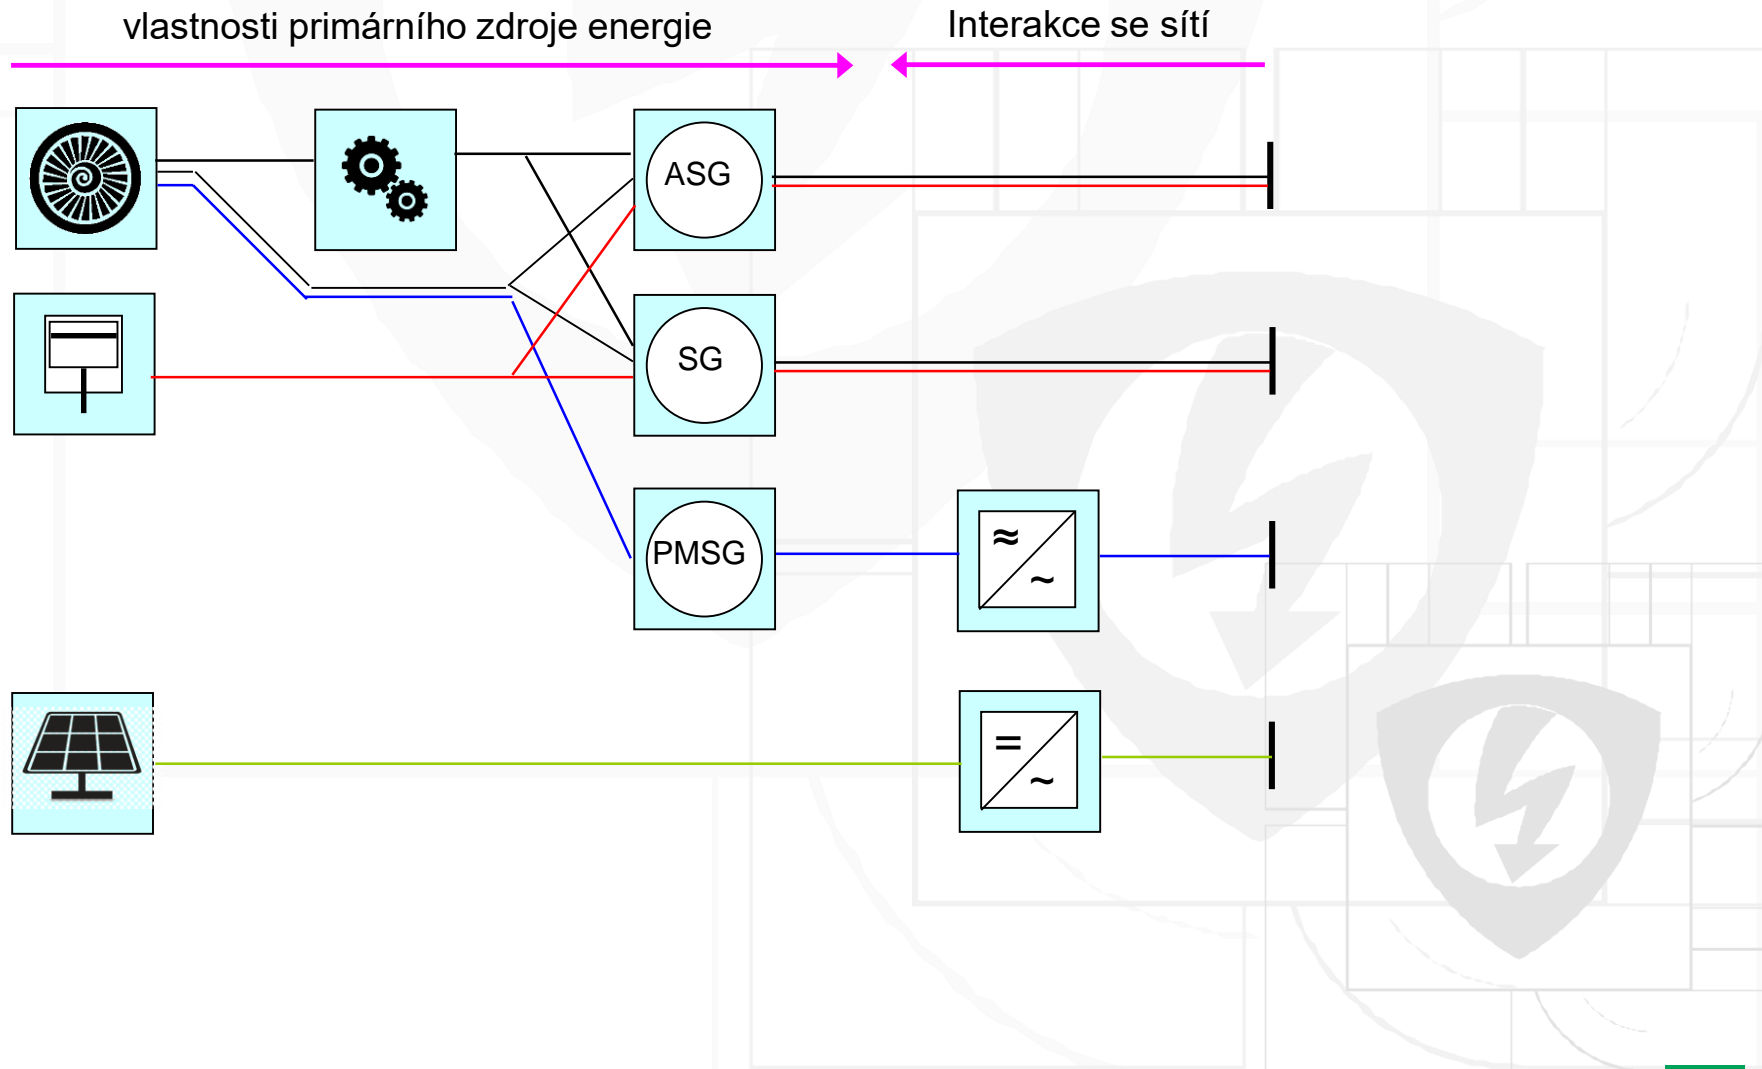 vlastnosti primárního zdroje energie
Interakce se sítí
ASG
SG
PMSG
≈
~
=
~